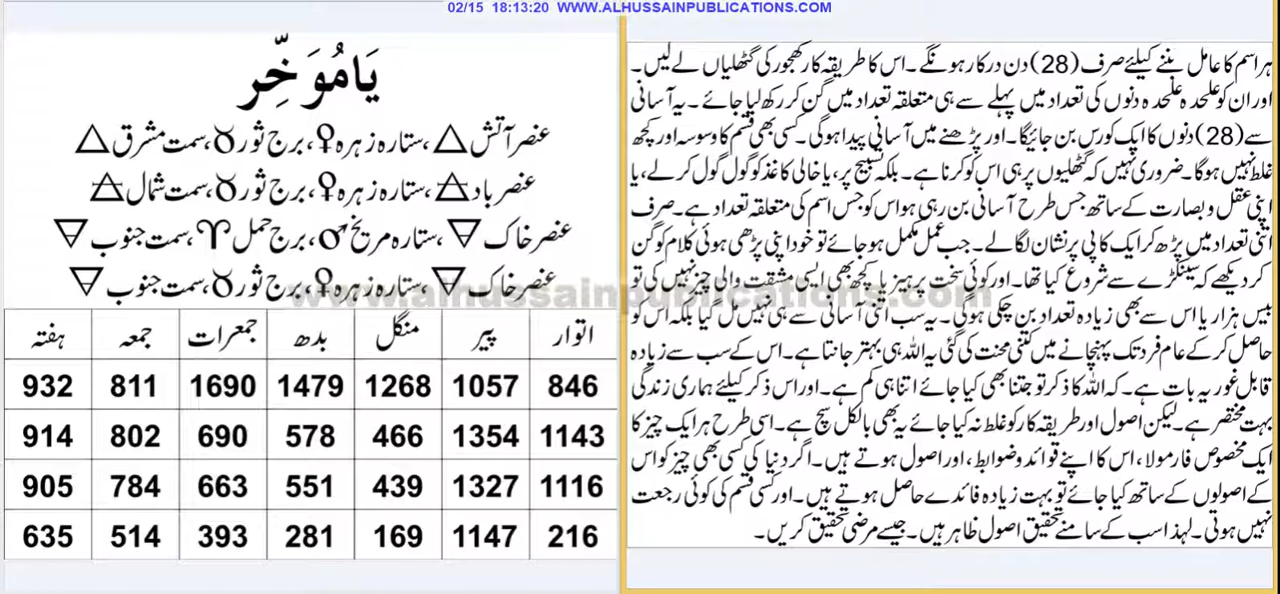 02/15 18:13:20 WWW.ALHUSSAINPUBLICATIONS.COM
يَامُوَخِّر
عنصر آتش △، ستارہ زہرہ ♀، برج ثور ♉، سمت مشرق △
عنصر باد 🜁، ستارہ زہرہ ♀، برج ثور ♉، سمت شمال 🜁
عنصر خاک 🜃، ستارہ مریخ ♂، برج حمل ♈، سمت جنوب 🜃
عنصر خاک 🜃، ستارہ زہرہ ♀، برج ثور ♉، سمت جنوب 🜃
www.alhussainpublications.com
اتوار پیر منگل بدھ جمعرات جمعہ ہفتہ
846 1057 1268 1479 1690 811 932
1143 1354 466 578 690 802 914
1116 1327 439 551 663 784 905
216 1147 169 281 393 514 635
ہر اسم کا عامل بننے کیلئے صرف (28) دن درکار ہونگے۔ اس کا طریقہ کار کھجور کی گٹھلیاں لے لیں۔
اور ان کو علحدہ علحدہ دنوں کی تعداد میں پہلے سے ہی متعلقہ تعداد میں گن کر رکھ لیا جائے۔ یہ آسانی
سے (28) دنوں کا ایک کورس بن جائیگا۔ اور پڑھنے میں آسانی پیدا ہوگی۔ کسی بھی قسم کا وسوسہ اور کچھ
غلط نہیں ہوگا۔ ضروری نہیں کہ گٹھلیوں پر ہی اس کو کرنا ہے۔ بلکہ تسبیح پر، یا خالی کاغذ کو گول گول کر لے، یا
اپنی عقل و بصارت کے ساتھ جس طرح آسانی بن رہی ہو اس کو جس اسم کی متعلقہ تعداد ہے۔ صرف
اتنی تعداد میں پڑھ کر ایک کاپی پر نشان لگا لے۔ جب عمل مکمل ہو جائے تو خود اپنی پڑھی ہوئی کلام کو گن
کر دیکھے کہ سینکڑے سے شروع کیا تھا۔ اور کوئی سخت پرہیز یا کچھ بھی ایسی مشقت والی چیز نہیں کی تو
بیس ہزار یا اس سے بھی زیادہ تعداد بن چکی ہوگی۔ یہ سب اتنی آسانی سے ہی نہیں مل گیا بلکہ اس کو
حاصل کر کے عام فرد تک پہنچانے میں کتنی محنت کی گئی یہ اللہ ہی بہتر جانتا ہے۔ اس کے سب سے زیادہ
قابل غور یہ بات ہے۔ کہ اللہ کا ذکر تو جتنا بھی کیا جائے اتنا ہی کم ہے۔ اور اس ذکر کیلئے ہماری زندگی
بہت مختصر ہے۔ لیکن اصول اور طریقہ کار کو غلط نہ کیا جائے یہ بھی بالکل سچ ہے۔ اسی طرح ہر ایک چیز کا
ایک مخصوص فارمولا، اس کا اپنے قوائد و ضوابط، اور اصول ہوتے ہیں۔ اگر دنیا کی کسی بھی چیز کو اس
کے اصولوں کے ساتھ کیا جائے تو بہت زیادہ فائدے حاصل ہوتے ہیں۔ اور کسی قسم کی کوئی رجعت
نہیں ہوتی۔ لہذا سب کے سامنے تحقیق اصول ظاہر ہیں۔ جیسے مرضی تحقیق کریں۔